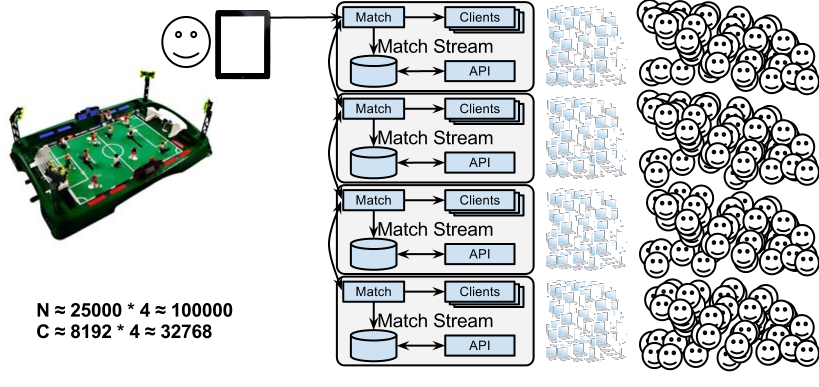 Match
Clients
Match Stream
API
Match
Clients
Match Stream
API
Match
Clients
Match Stream
API
Match
Clients
Match Stream
API
N ≈ 25000 * 4 ≈ 100000
C ≈ 8192 * 4 ≈ 32768